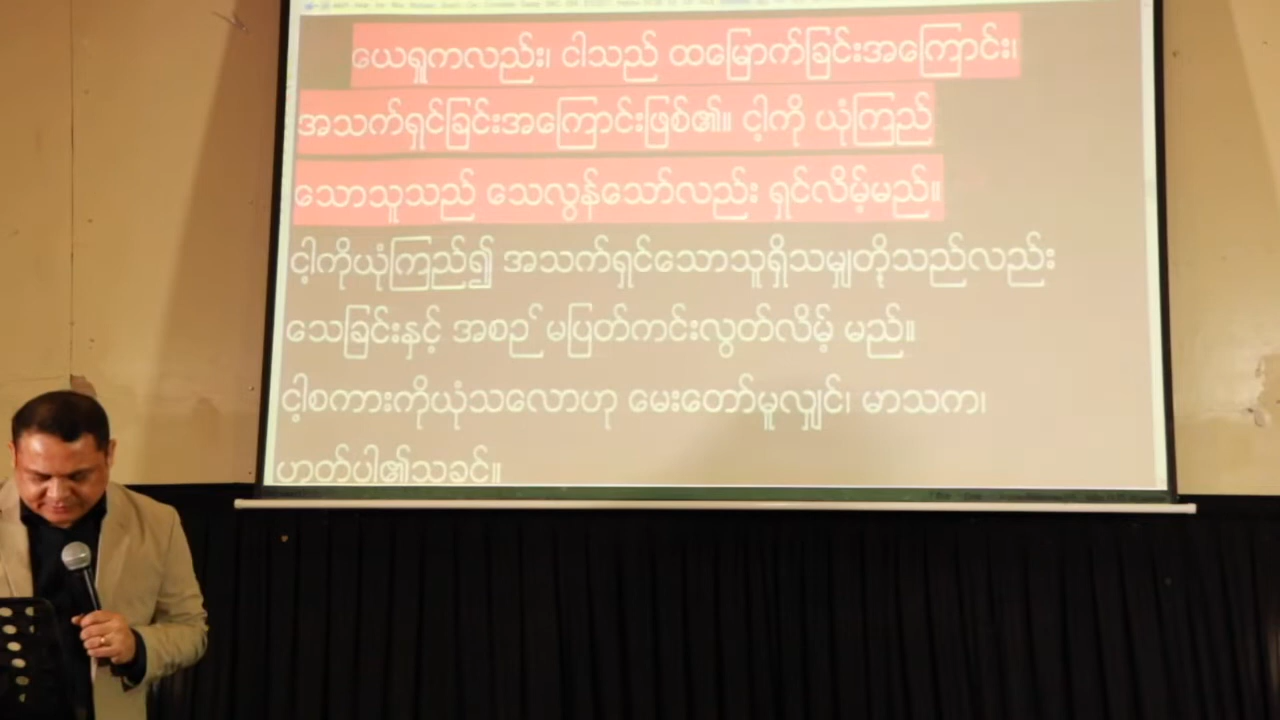 ယေရှုကလည်း၊ ငါသည် ထမြောက်ခြင်းအကြောင်း၊
အသက်ရှင်ခြင်းအကြောင်းဖြစ်၏။ ငါ့ကို ယုံကြည်
သောသူသည် သေလွန်သော်လည်း ရှင်လိမ့်မည်။
ငါ့ကိုယုံကြည်၍ အသက်ရှင်သောသူရှိသမျှတို့သည်လည်း
သေခြင်းနှင့် အစဉ် မပြတ်ကင်းလွတ်လိမ့် မည်။
ငါ့စကားကိုယုံသလောဟု မေးတော်မူလျှင်၊ မာသက၊
ဟုတ်ပါ၏သခင်။